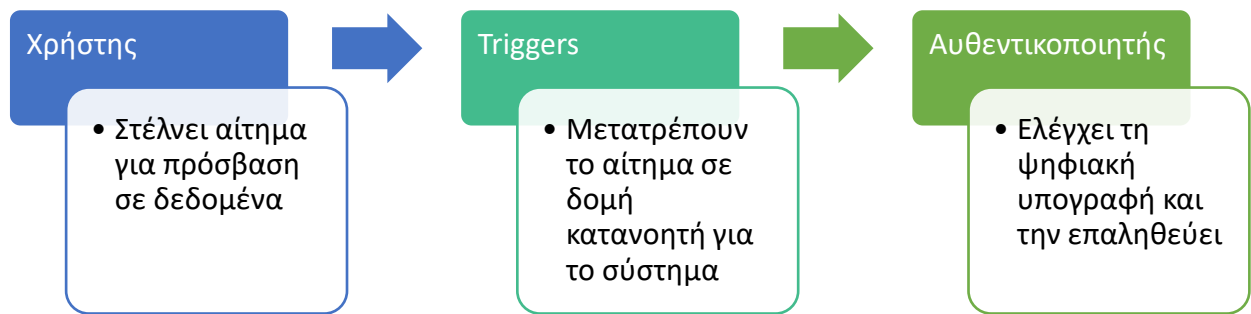 Χρήστης
• Στέλνει αίτημα
για πρόσβαση
σε δεδομένα
Triggers
• Μετατρέπουν
το αίτημα σε
δομή
κατανοητή για
το σύστημα
Αυθεντικοποιητής
• Ελέγχει τη
ψηφιακή
υπογραφή και
την επαληθεύει